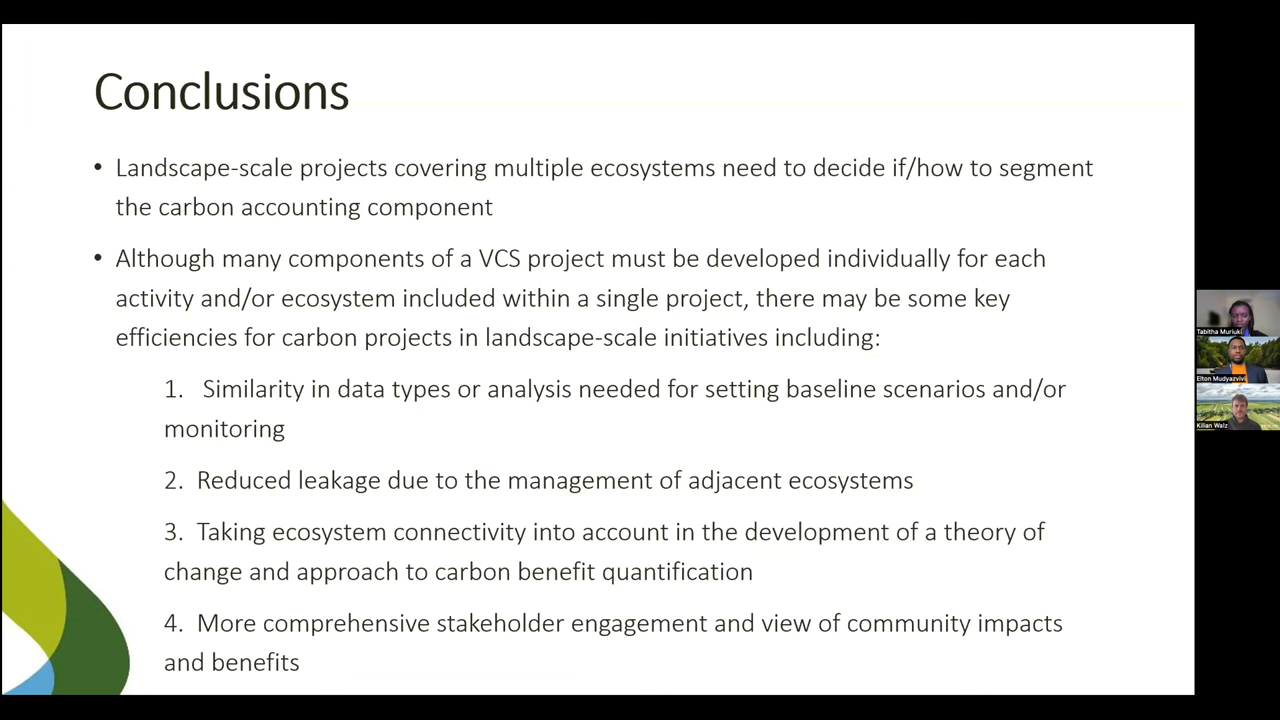 Conclusions
• Landscape-scale projects covering multiple ecosystems need to decide if/how to segment
the carbon accounting component
• Although many components of a VCS project must be developed individually for each
activity and/or ecosystem included within a single project, there may be some key
efficiencies for carbon projects in landscape-scale initiatives including:
1. Similarity in data types or analysis needed for setting baseline scenarios and/or
monitoring
2. Reduced leakage due to the management of adjacent ecosystems
3. Taking ecosystem connectivity into account in the development of a theory of
change and approach to carbon benefit quantification
4. More comprehensive stakeholder engagement and view of community impacts
and benefits
Tabitha Muriuki
Elton Mudyazvivi
Kilian Walz